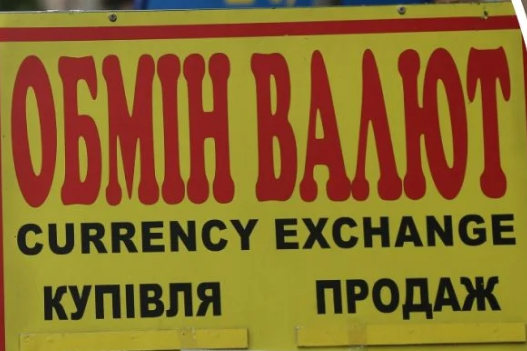 ОБМІН ВАЛЮТ
CURRENCY EXCHANGE
КУПІВЛЯ ПРОДАЖ